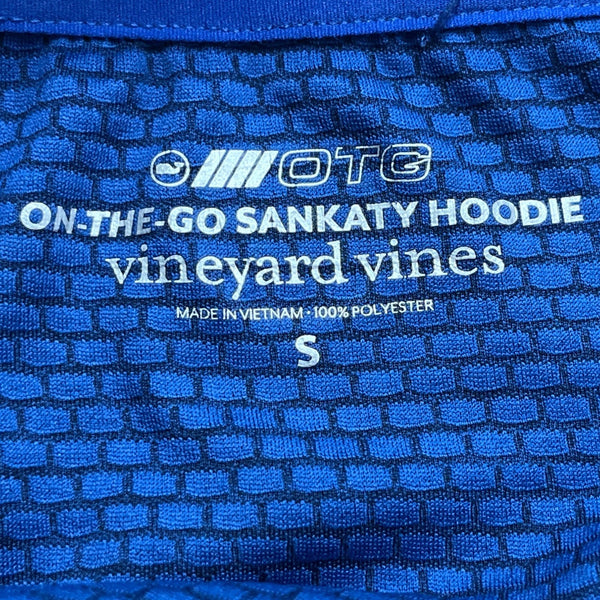 OTG
ON-THE-GO SANKATY HOODIE
vineyard vines
MADE IN VIETNAM · 100% POLYESTER
S